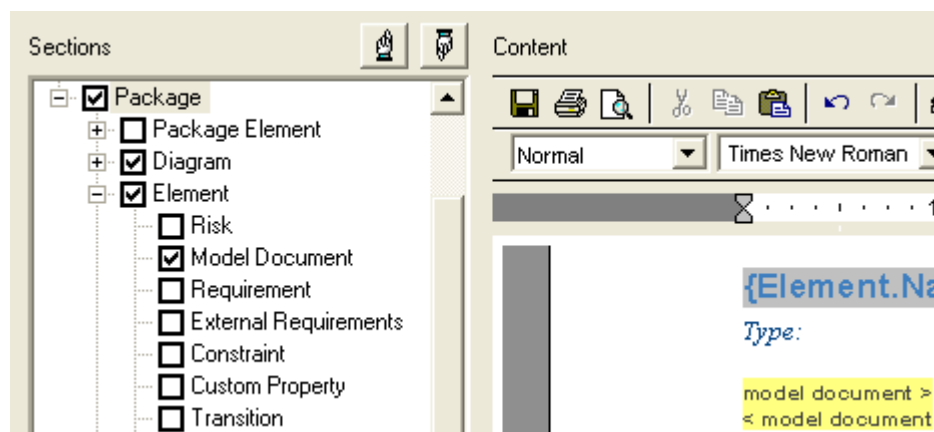 Sections
Package
Package Element
Diagram
Element
Risk
Model Document
Requirement
External Requirements
Constraint
Custom Property
Transition
Content
Normal
Times New Roman
{Element.Na
Type:
model document >
< model document